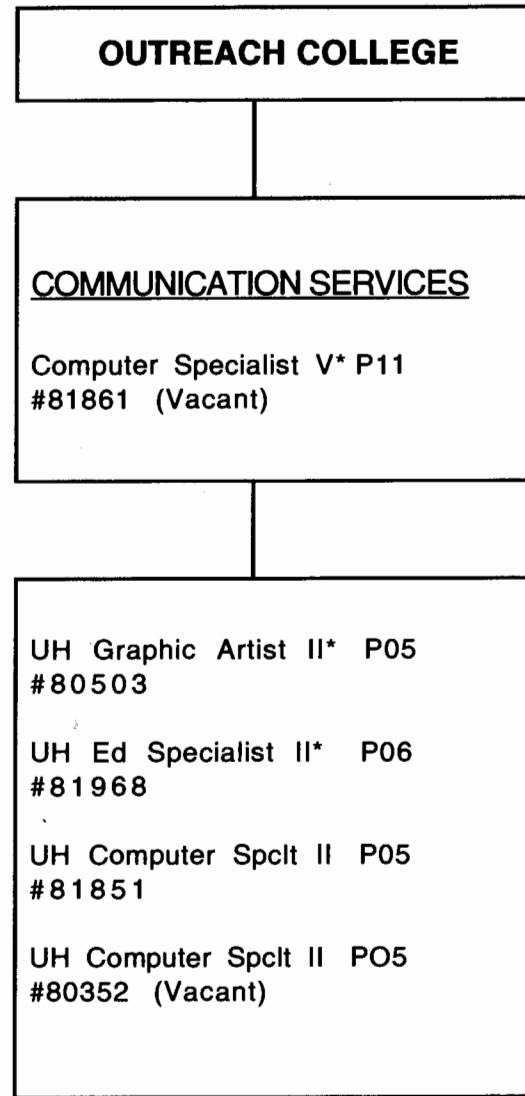 OUTREACH COLLEGE
COMMUNICATION SERVICES
Computer Specialist V* P11
#81861 (Vacant)
UH Graphic Artist II* P05
#80503
UH Ed Specialist II* P06
#81968
UH Computer Spclt II P05
#81851
UH Computer Spclt II PO5
#80352 (Vacant)